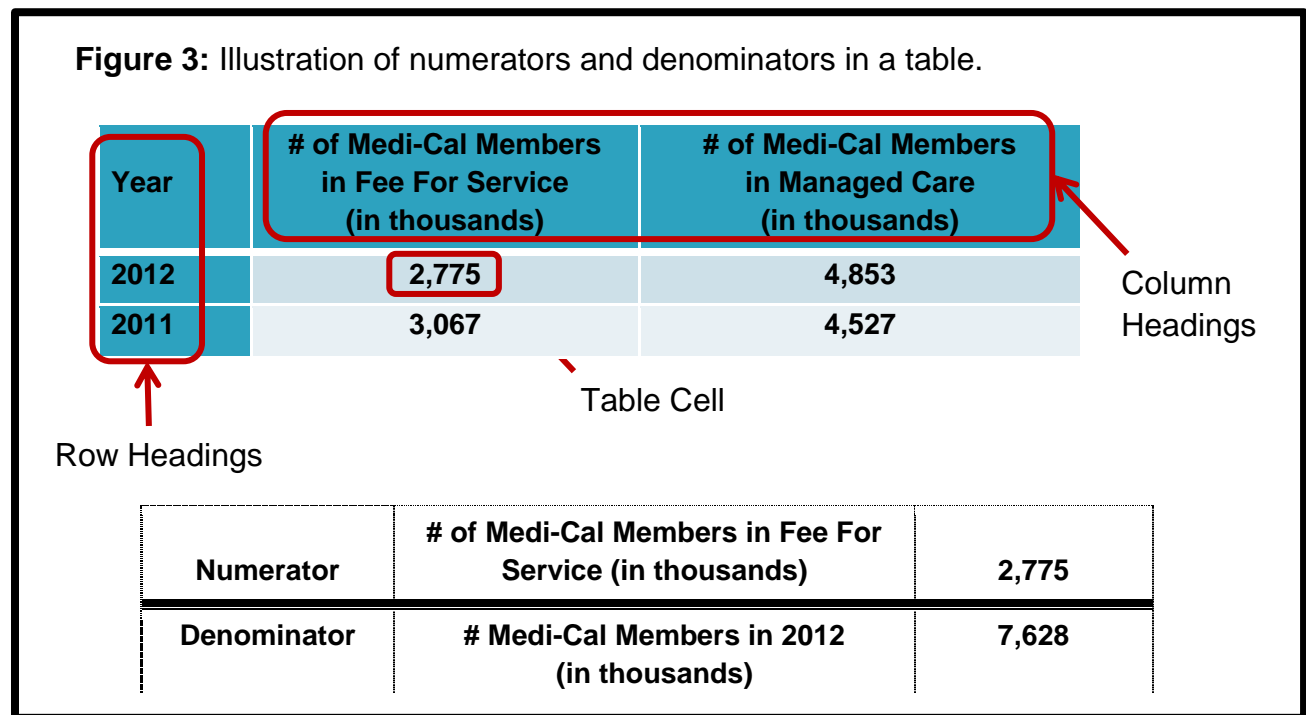 Figure 3: Illustration of numerators and denominators in a table.
Year
# of Medi-Cal Members
in Fee For Service
(in thousands)
# of Medi-Cal Members
in Managed Care
(in thousands)
2012 2,775 4,853
2011 3,067 4,527
Column
Headings
Table Cell
Row Headings
Numerator
# of Medi-Cal Members in Fee For
Service (in thousands)
2,775
Denominator
# Medi-Cal Members in 2012
(in thousands)
7,628